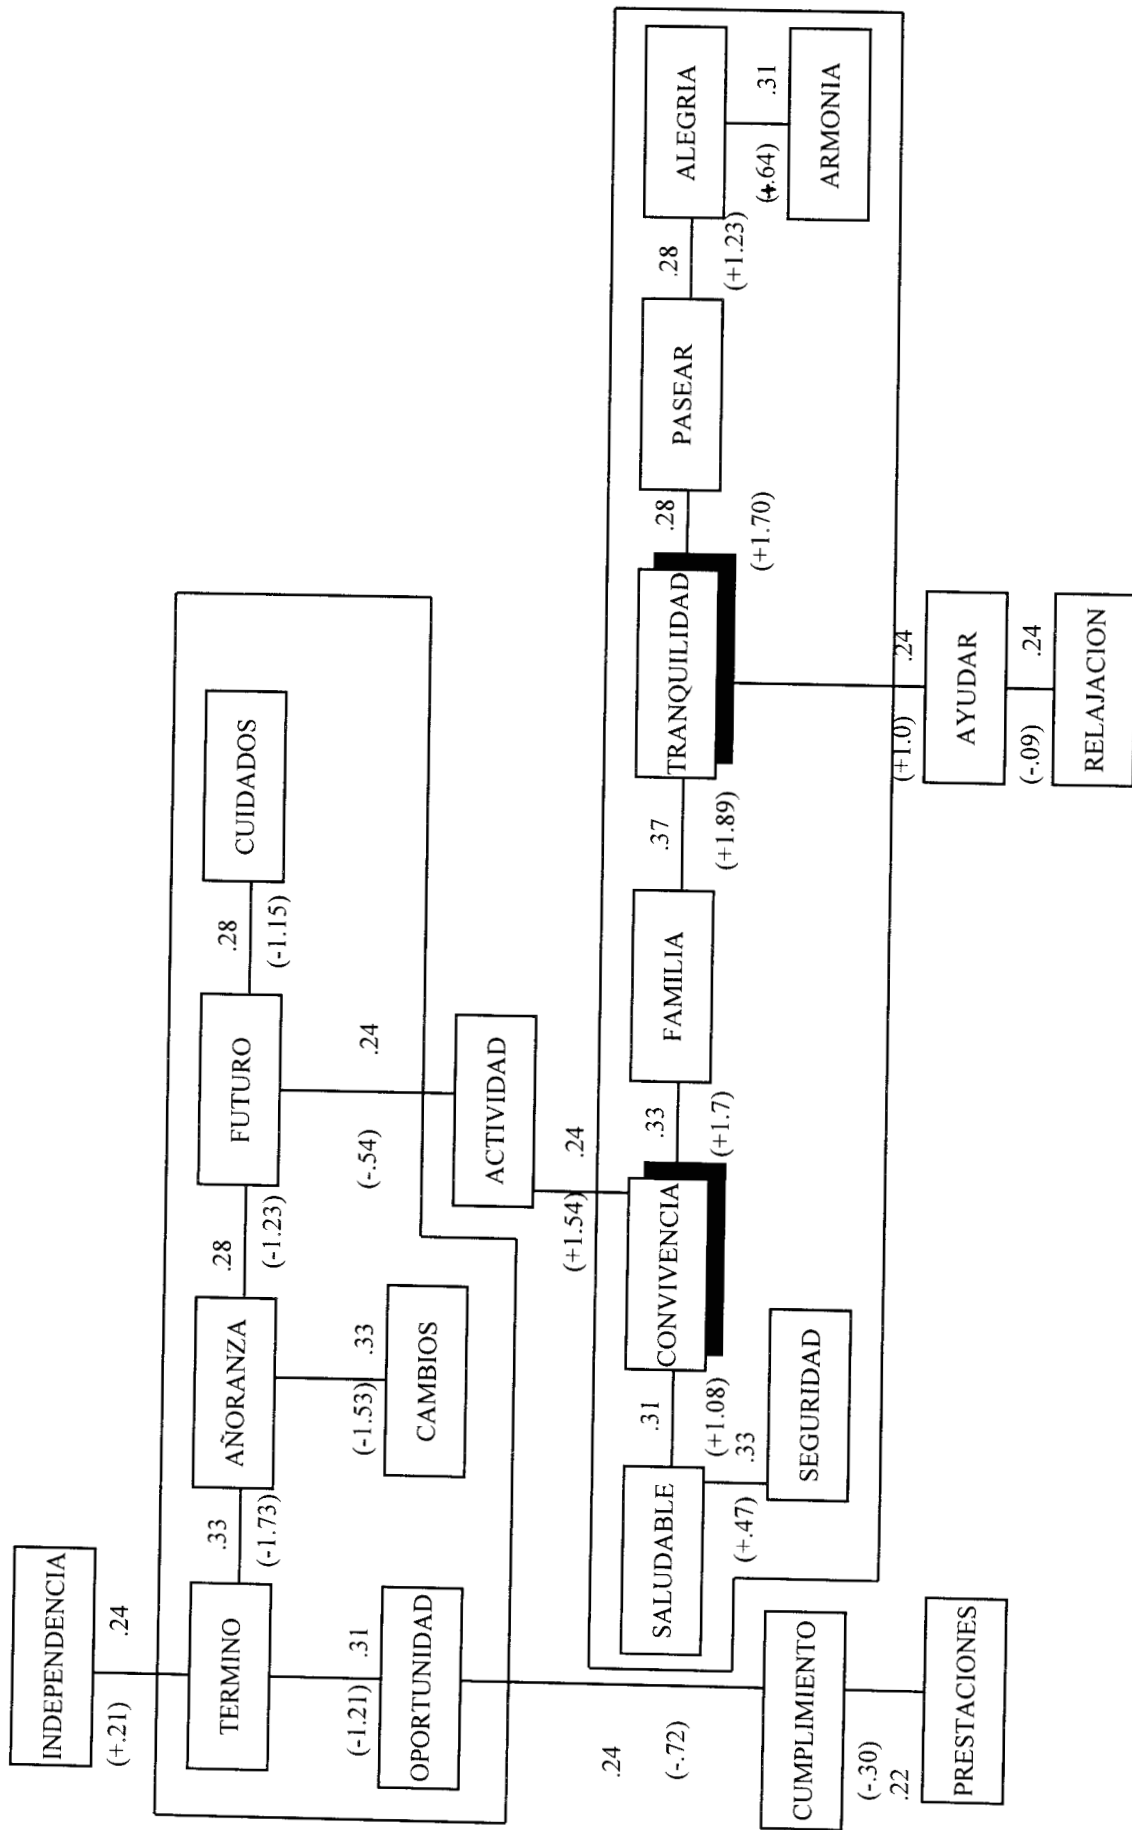 INDEPENDENCIA
(+.21)
.24
TERMINO
.33
(-1.73)
AÑORANZA
.28
(-1.23)
FUTURO
.28
(-1.15)
CUIDADOS
(-1.21)
.31
OPORTUNIDAD
(-1.53)
.33
CAMBIOS
(-.54)
.24
ACTIVIDAD
(+1.54)
.24
.24
(-.72)
CUMPLIMIENTO
(-.30)
.22
PRESTACIONES
SALUDABLE
.31
(+1.08)
CONVIVENCIA
.33
(+1.7)
FAMILIA
.37
(+1.89)
TRANQUILIDAD
.28
(+1.70)
PASEAR
.28
(+1.23)
ALEGRIA
(+.47)
.33
SEGURIDAD
(+.64)
.31
ARMONIA
(+1.0)
.24
AYUDAR
(-.09)
.24
RELAJACION